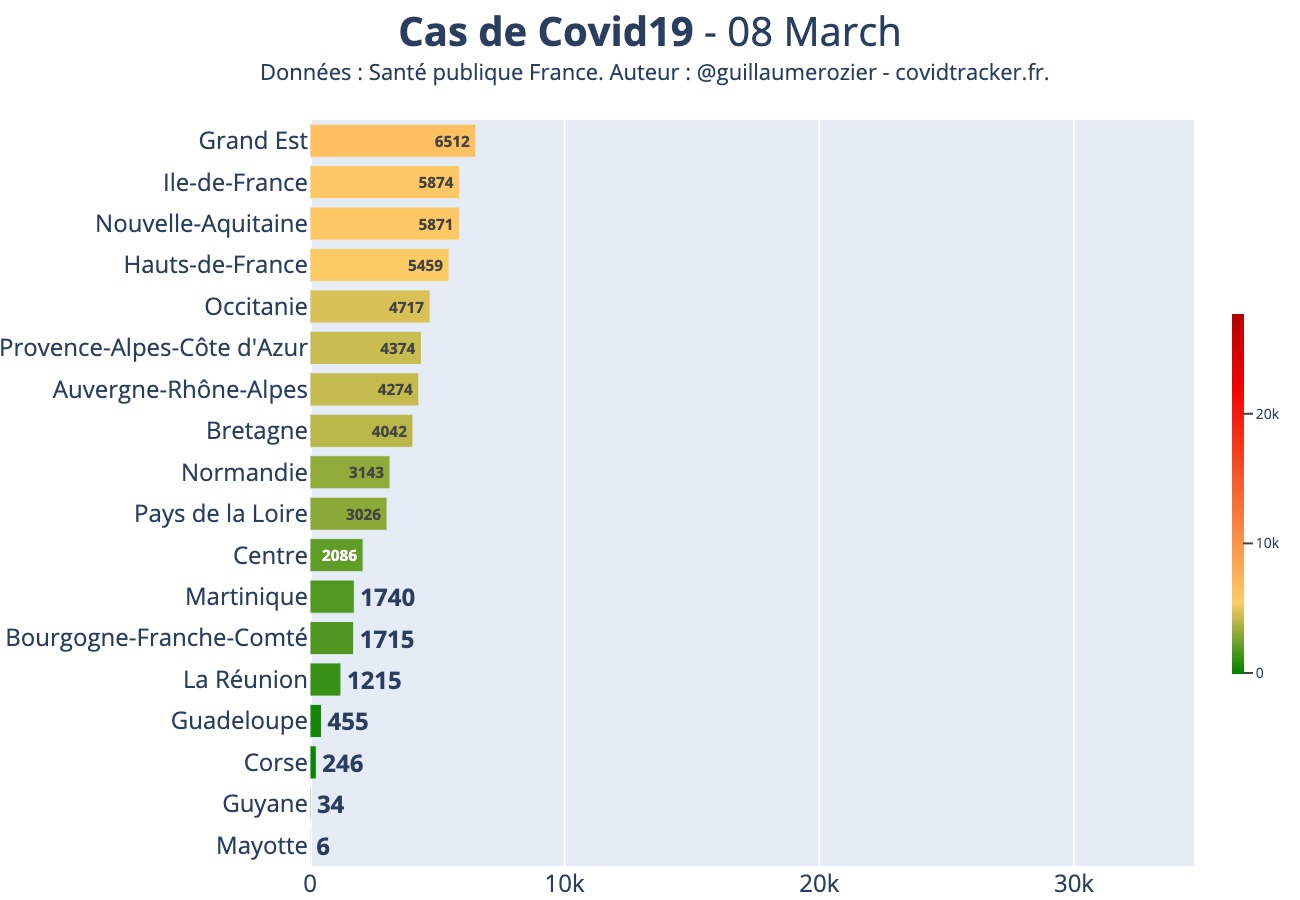 Cas de Covid19 - 08 March
Données : Santé publique France. Auteur : @guillaumerozier - covidtracker.fr.
Grand Est 6512
Ile-de-France 5874
Nouvelle-Aquitaine 5871
Hauts-de-France 5459
Occitanie 4717
Provence-Alpes-Côte d'Azur 4374
Auvergne-Rhône-Alpes 4274
Bretagne 4042
Normandie 3143
Pays de la Loire 3026
Centre 2086
Martinique 1740
Bourgogne-Franche-Comté 1715
La Réunion 1215
Guadeloupe 455
Corse 246
Guyane 34
Mayotte 6
0 10k 20k 30k
20k
10k
0